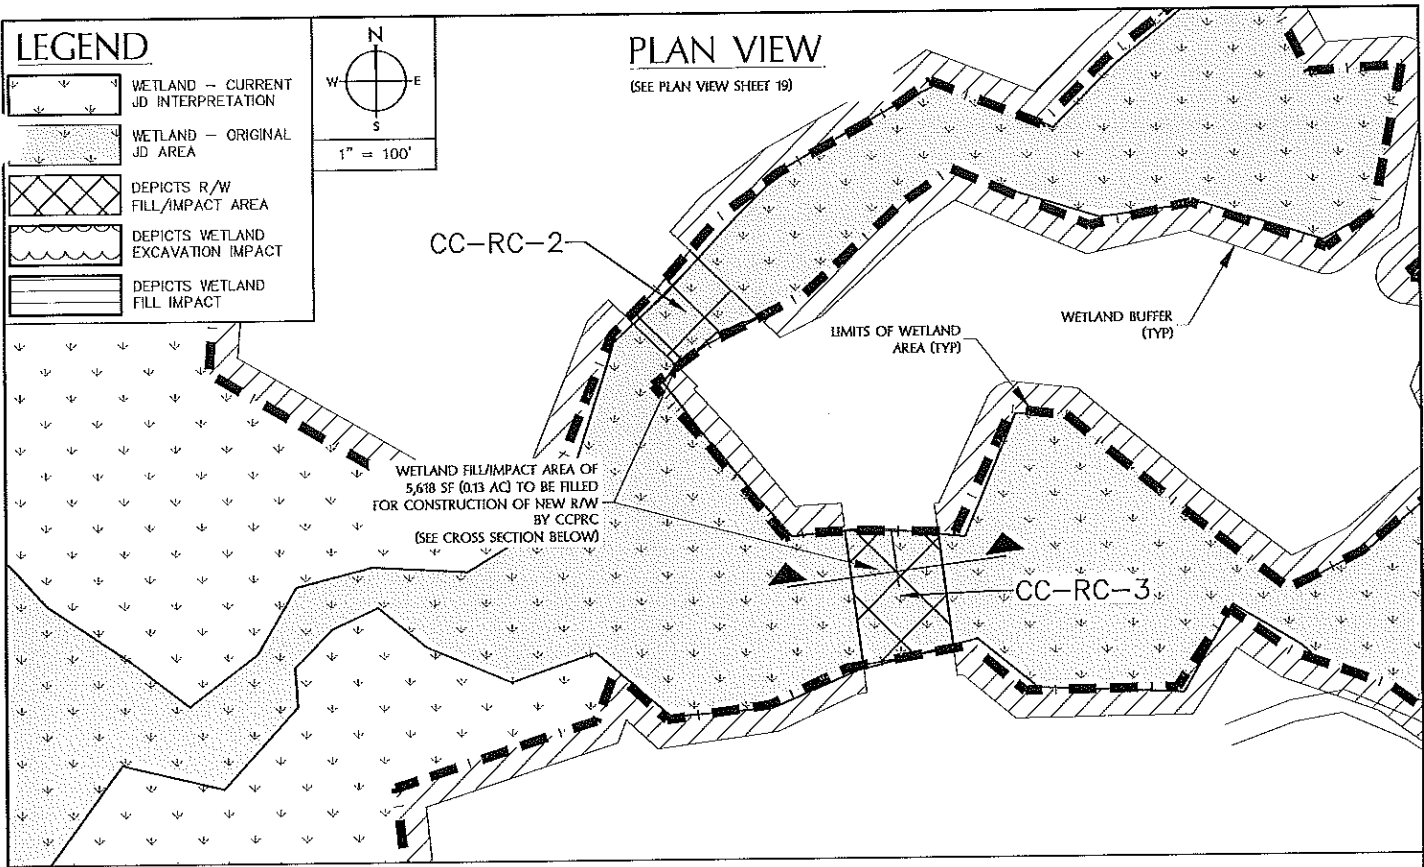 LEGEND
WETLAND - CURRENT
JD INTERPRETATION
WETLAND - ORIGINAL
JD AREA
DEPICTS R/W
FILL/IMPACT AREA
DEPICTS WETLAND
EXCAVATION IMPACT
DEPICTS WETLAND
FILL IMPACT
N
W
E
S
1" = 100'
PLAN VIEW
(SEE PLAN VIEW SHEET 19)
CC-RC-2
WETLAND BUFFER
(TYP)
LIMITS OF WETLAND
AREA (TYP)
WETLAND FILL/IMPACT AREA OF
5,618 SF (0.13 AC) TO BE FILLED
FOR CONSTRUCTION OF NEW R/W
BY CCPRC
(SEE CROSS SECTION BELOW)
CC-RC-3